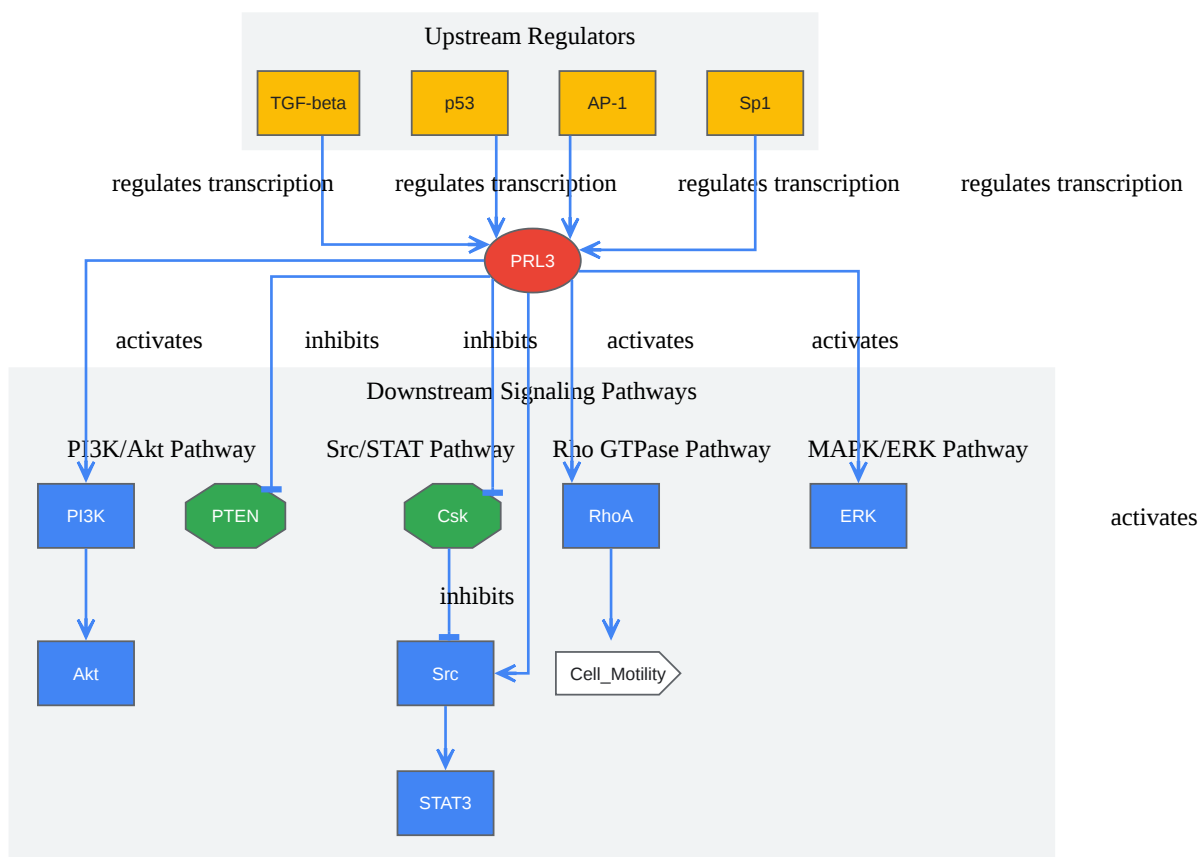 Upstream Regulators
TGF-beta
p53
AP-1
Sp1
regulates transcription
regulates transcription
regulates transcription
regulates transcription
PRL3
activates
inhibits
inhibits
activates
activates
Downstream Signaling Pathways
PI3K/Akt Pathway
Src/STAT Pathway
Rho GTPase Pathway
MAPK/ERK Pathway
PI3K
PTEN
Csk
RhoA
ERK
activates
inhibits
Akt
Src
Cell_Motility
STAT3